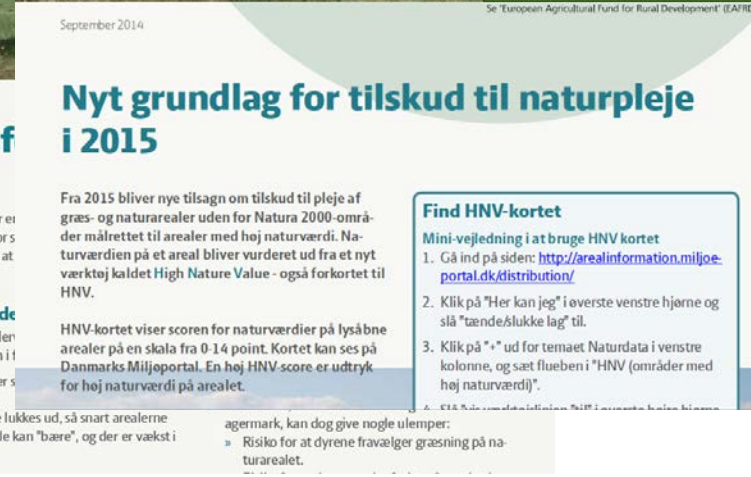 Se 'European Agricultural Fund for Rural Development' (EAFRD
September 2014
Nyt grundlag for tilskud til naturpleje
i 2015
Fra 2015 bliver nye tilsagn om tilskud til pleje af
græs- og naturarealer uden for Natura 2000-områ-
der målrettet til arealer med høj naturværdi. Na-
turværdien på et areal bliver vurderet ud fra et nyt
værktøj kaldet High Nature Value - også forkortet til
HNV.
HNV-kortet viser scoren for naturværdier på lysåbne
arealer på en skala fra 0-14 point. Kortet kan ses på
Danmarks Miljøportal. En høj HNV-score er udtryk
for høj naturværdi på arealet.
Find HNV-kortet
Mini-vejledning i at bruge HNV kortet
1. Gå ind på siden: http://arealinformation.miljoe-
portal.dk/distribution/
2. Klik på "Her kan jeg" i øverste venstre hjørne og
slå "tænde/slukke lag" til.
3. Klik på "+" ud for temaet Naturdata i venstre
kolonne, og sæt flueben i "HNV (områder med
høj naturværdi)".
lukkes ud, så snart arealerne
kan "bære", og der er vækst i
agermark, kan dog give nogle ulemper:
» Risiko for at dyrene fravælger græsning på na-
turarealet.